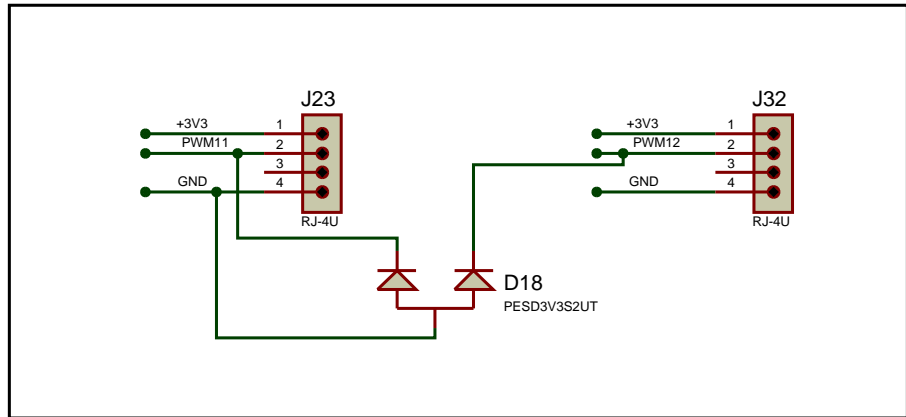 J23
+3V3
1
PWM11
2
3
GND
4
RJ-4U
J32
+3V3
1
PWM12
2
3
GND
4
RJ-4U
D18
PESD3V3S2UT